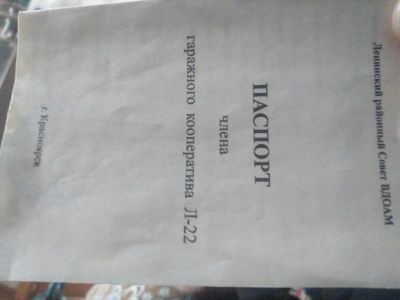 Ленинский районный Совет ВДОАМ
ПАСПОРТ
члена
гаражного кооператива Л-22
г. Красноярск